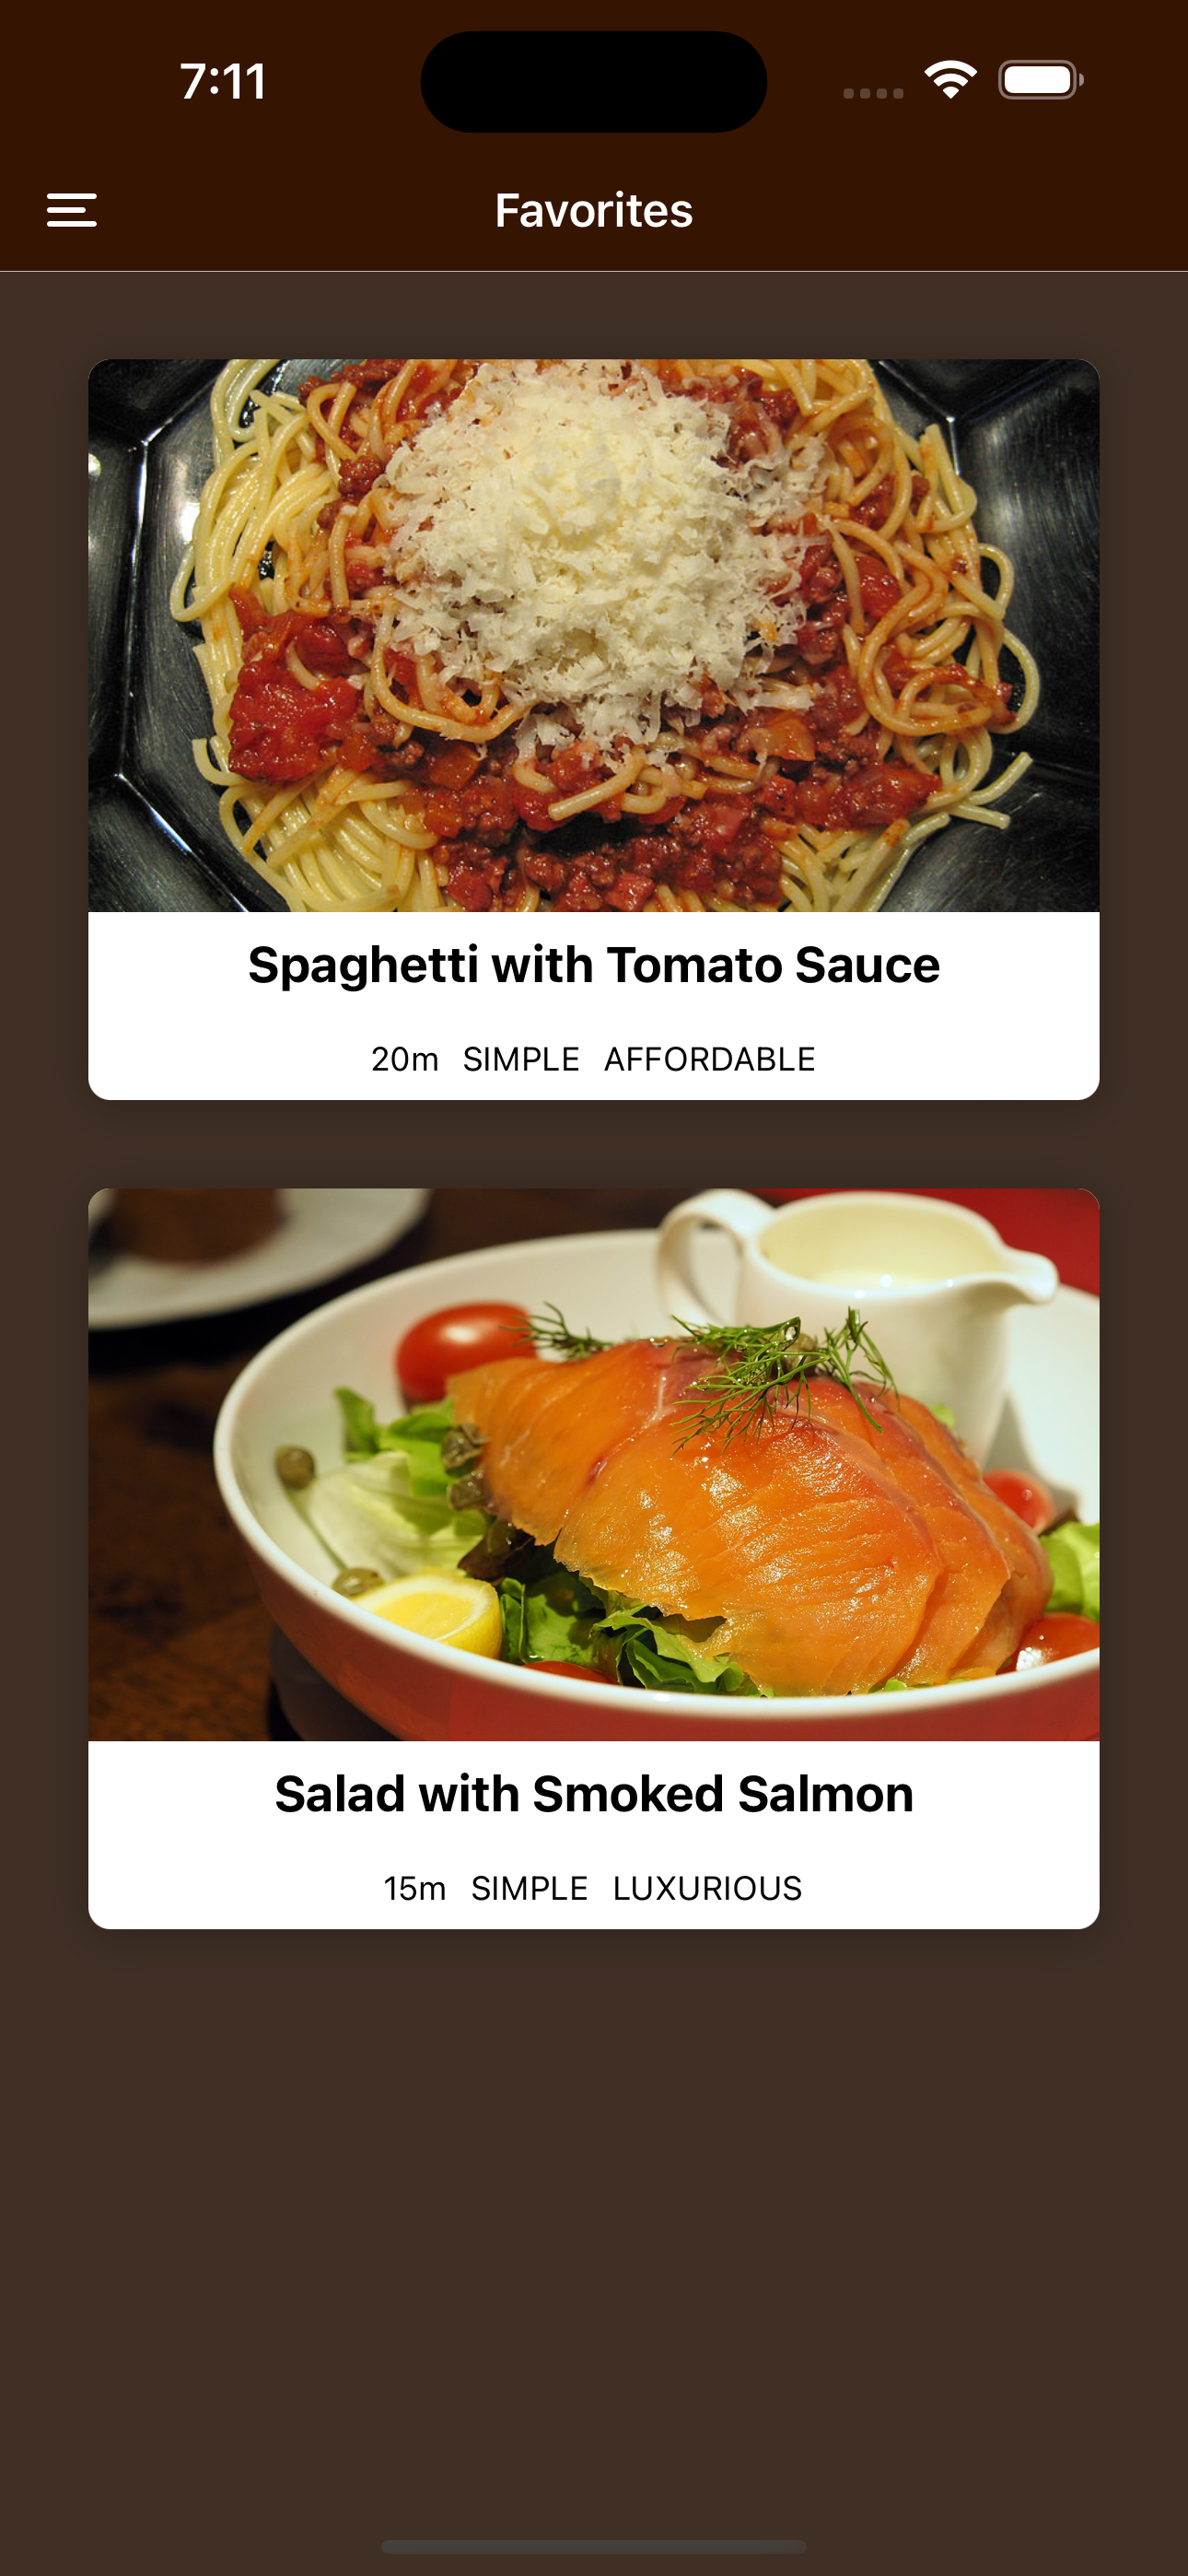 7:11
Favorites
Spaghetti with Tomato Sauce
20m SIMPLE AFFORDABLE
Salad with Smoked Salmon
15m SIMPLE LUXURIOUS